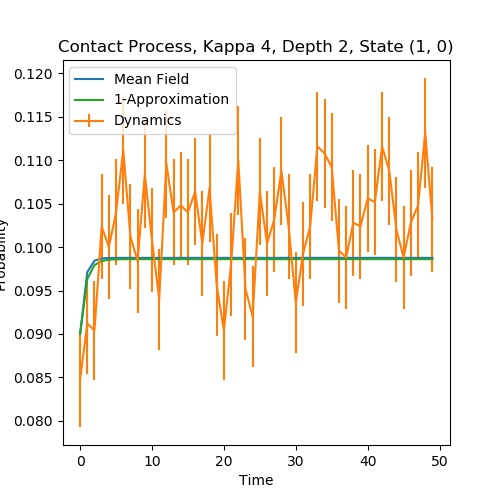 Contact Process, Kappa 4, Depth 2, State (1, 0)
0.120
0.115
0.110
0.105
0.100
0.095
0.090
0.085
0.080
Probability
Mean Field
1-Approximation
Dynamics
0 10 20 30 40 50
Time